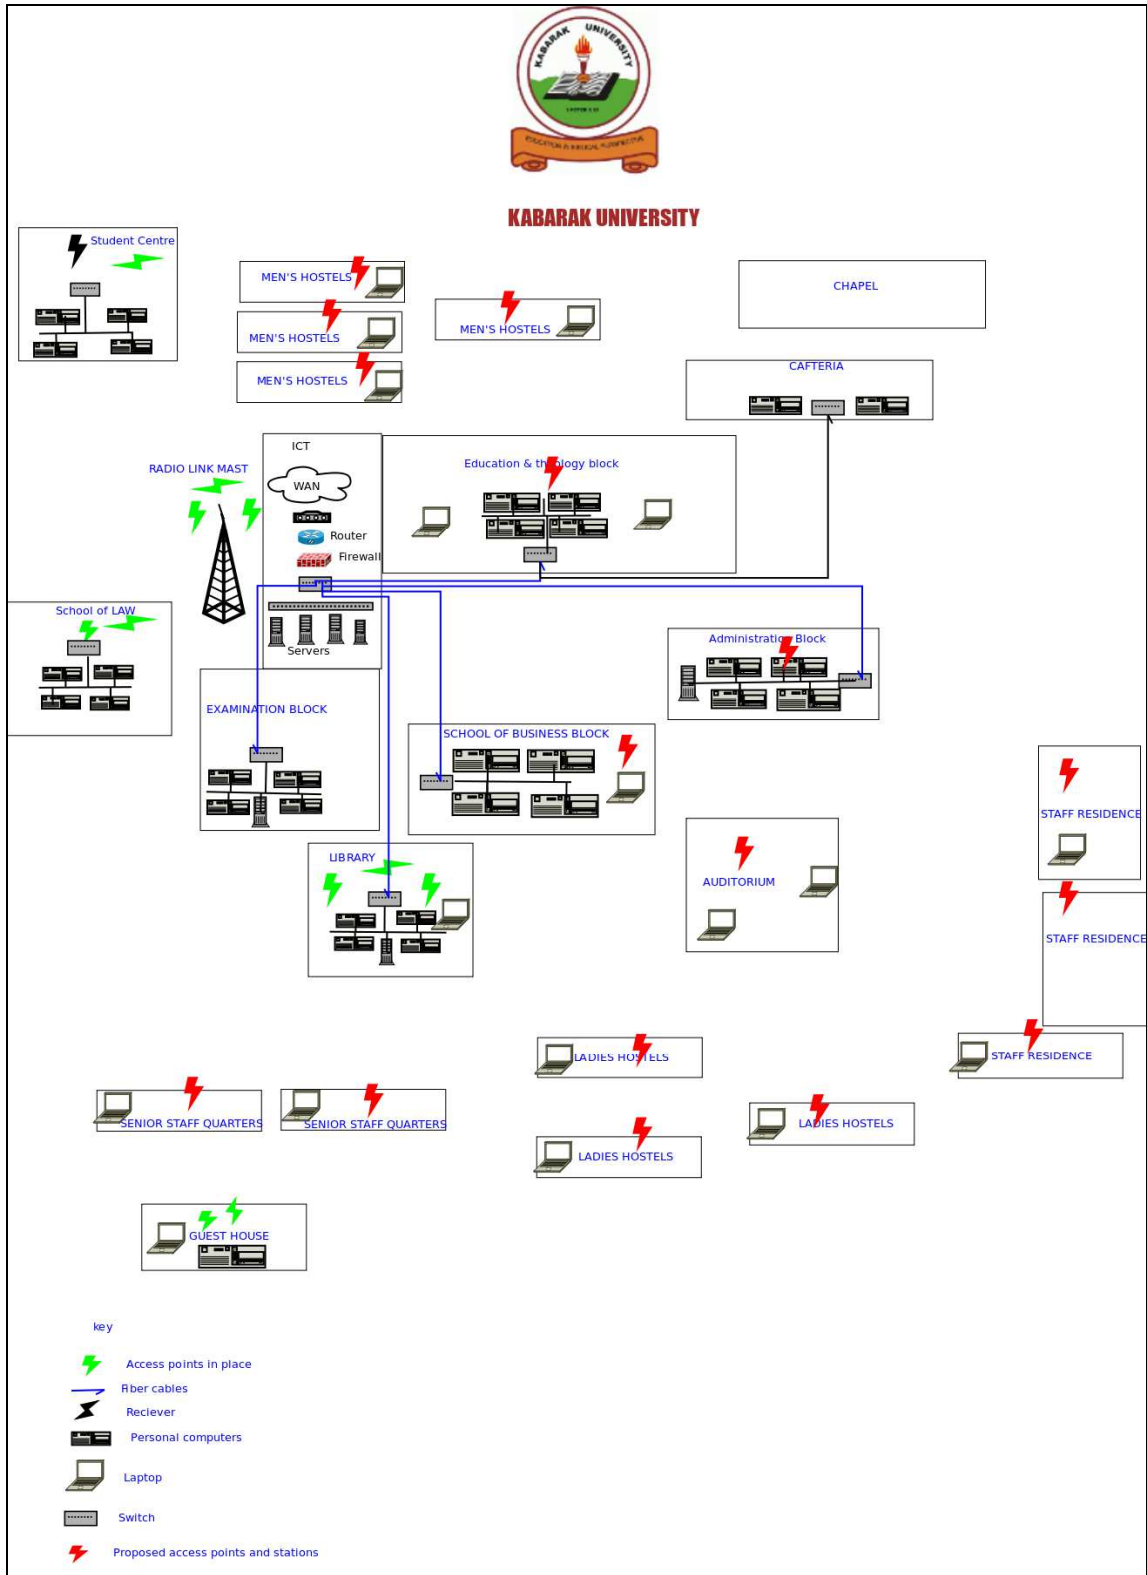 KABARAK UNIVERSITY
KABARAK UNIVERSITY
Student Centre
MEN'S HOSTELS
MEN'S HOSTELS
MEN'S HOSTELS
MEN'S HOSTELS
CHAPEL
CAFTERIA
ICT
WAN
Router
Firewall
Servers
RADIO LINK MAST
Education & theology block
School of LAW
Administration Block
EXAMINATION BLOCK
SCHOOL OF BUSINESS BLOCK
STAFF RESIDENCE
LIBRARY
AUDITORIUM
STAFF RESIDENCE
LADIES HOSTELS
STAFF RESIDENCE
SENIOR STAFF QUARTERS
SENIOR STAFF QUARTERS
LADIES HOSTELS
LADIES HOSTELS
GUEST HOUSE
key
Access points in place
Fiber cables
Reciever
Personal computers
Laptop
Switch
Proposed access points and stations